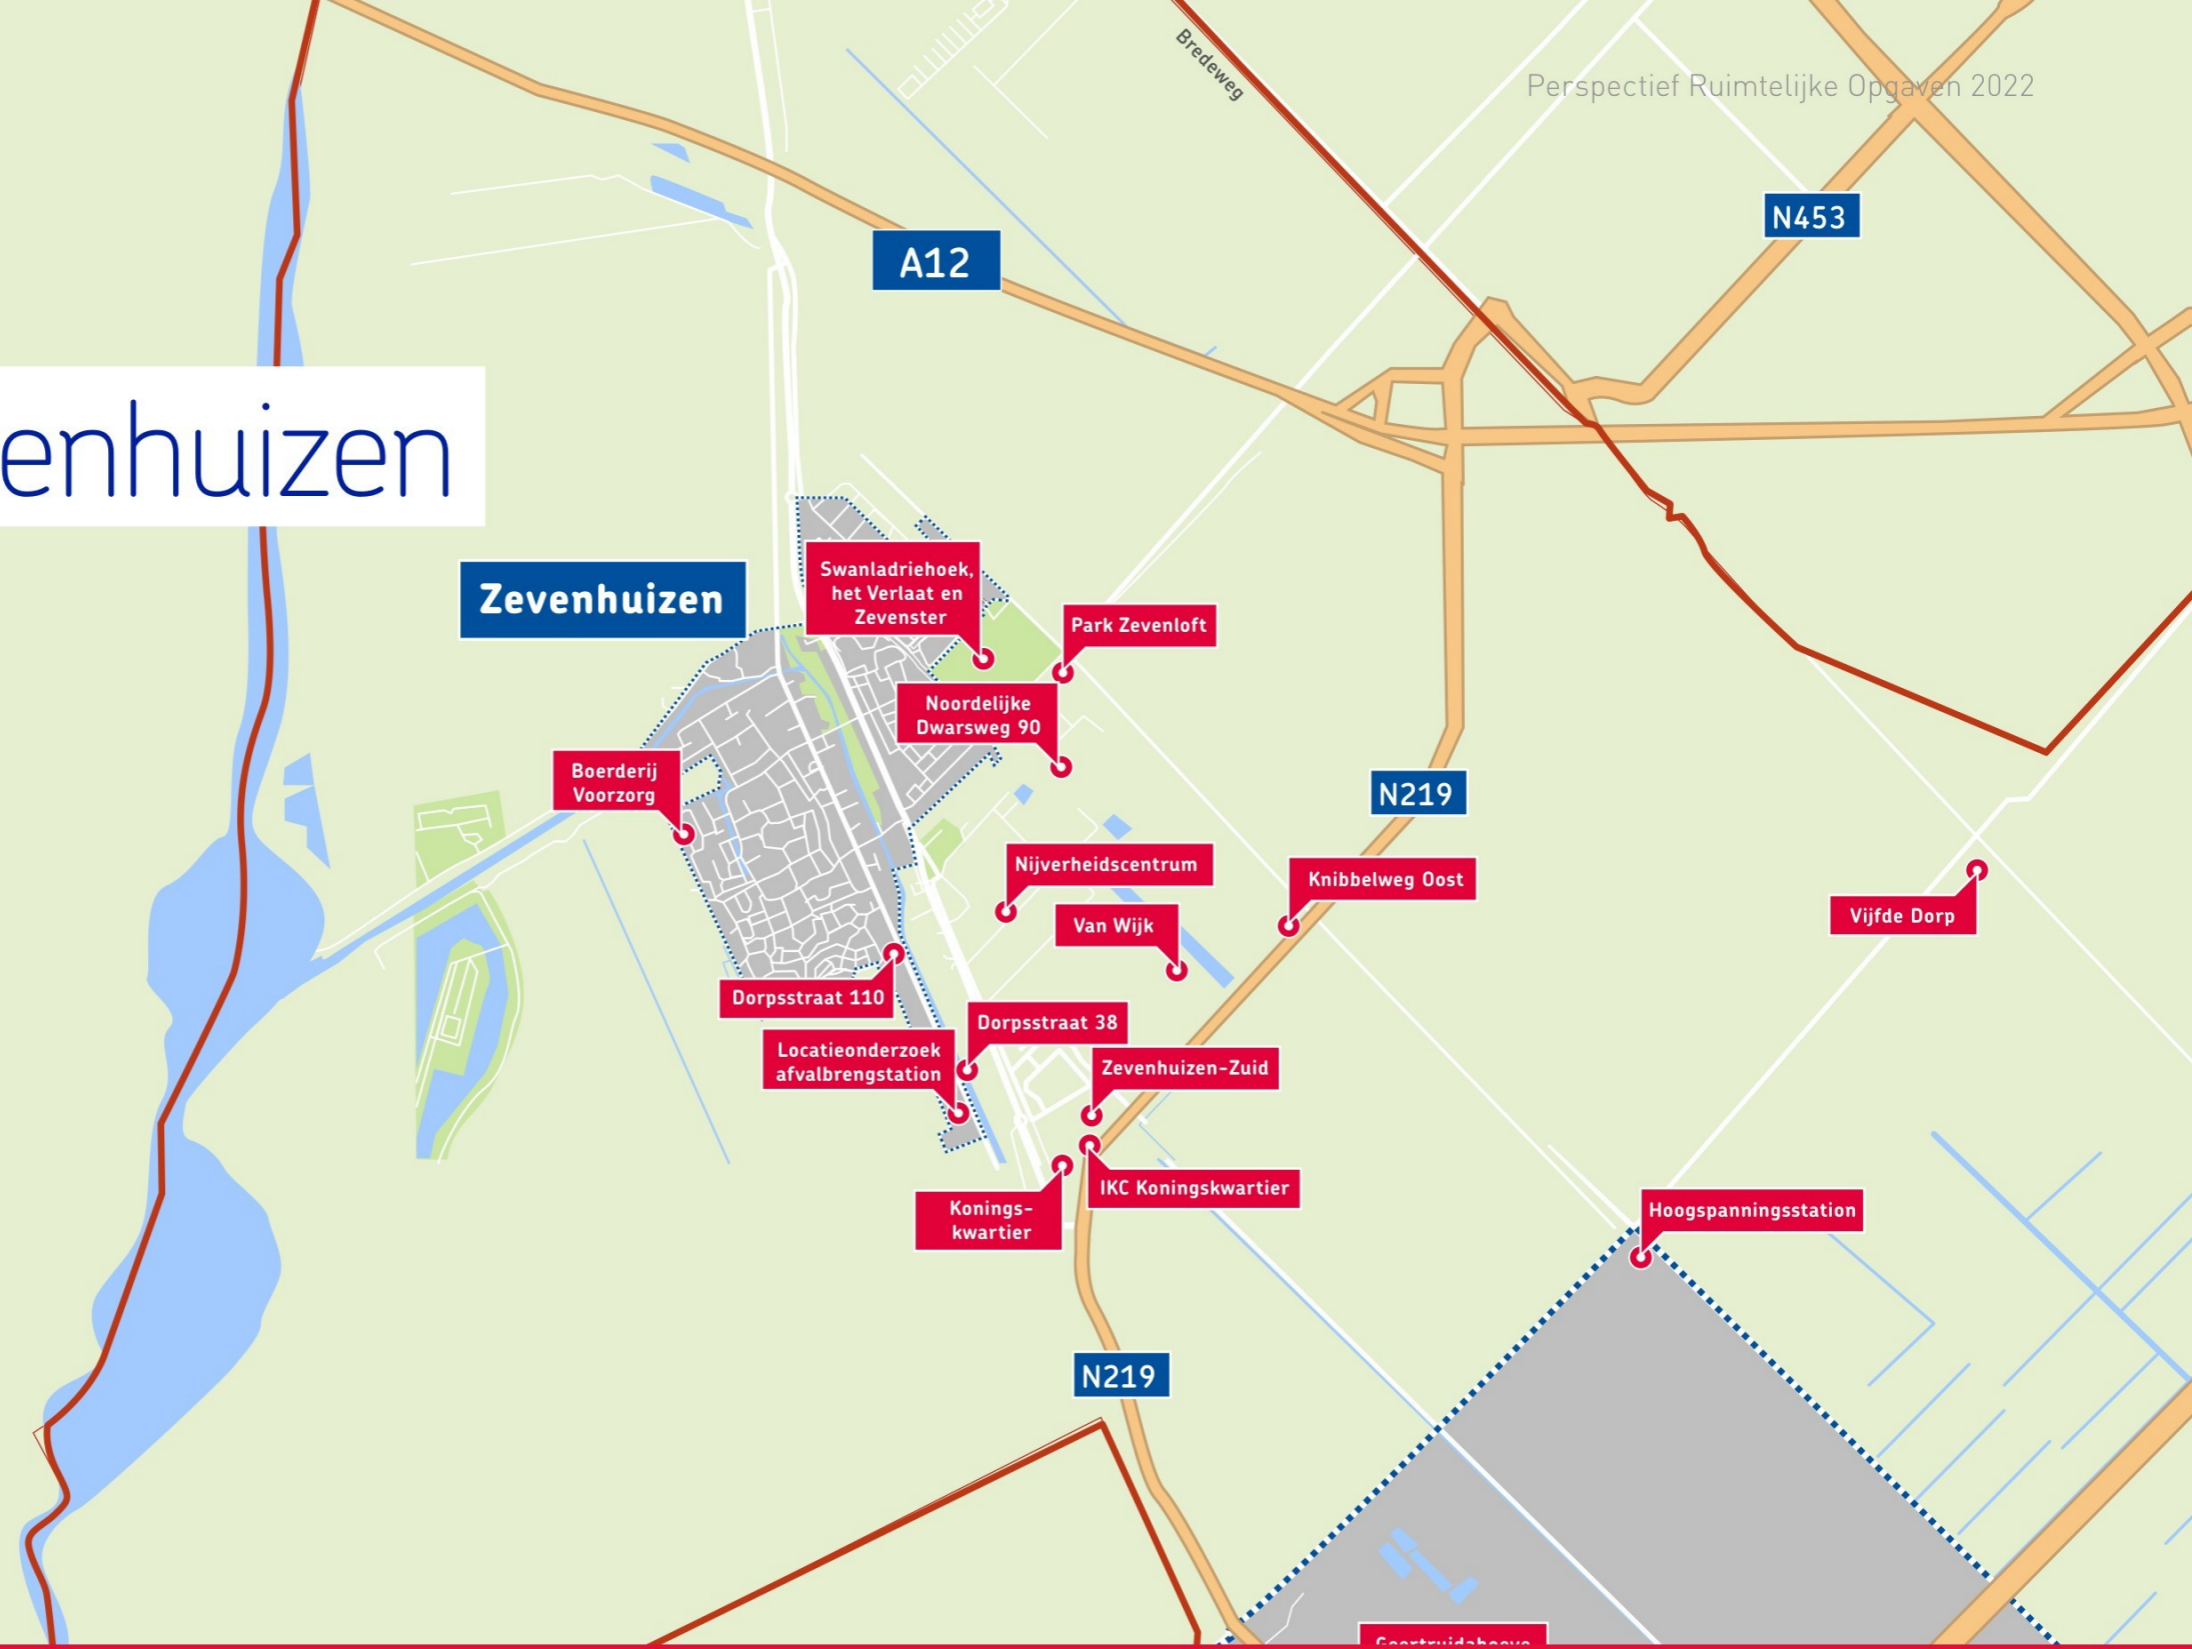 Bredeweg
Perspectief Ruimtelijke Opgaven 2022
N453
A12
enhuizen
Zevenhuizen
Swanladriehoek,
het Verlaat en
Zevenster
Park Zevenloft
Noordelijke
Dwarsweg 90
Boerderij
Voorzorg
N219
Nijverheidscentrum
Knibbelweg Oost
Van Wijk
Vijfde Dorp
Dorpsstraat 110
Dorpsstraat 38
Locatieonderzoek
afvalbrengstation
Zevenhuizen-Zuid
IKC Koningskwartier
Konings-
kwartier
Hoogspanningsstation
N219
Geertruidahoeve